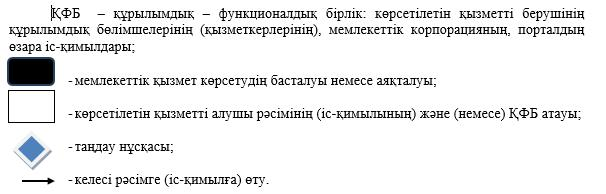 ҚФБ – құрылымдық – функционалдық бірлік: көрсетілетін қызметті берушінің
құрылымдық бөлімшелерінің (қызметкерлерінің), мемлекеттік корпорацияның, порталдың
өзара іс-қимылдары;
- мемлекеттік қызмет көрсетудің басталуы немесе аяқталуы;
- көрсетілетін қызметті алушы рәсімінің (іс-қимылының) және (немесе) ҚФБ атауы;
- таңдау нұсқасы;
- келесі рәсімге (іс-қимылға) өту.